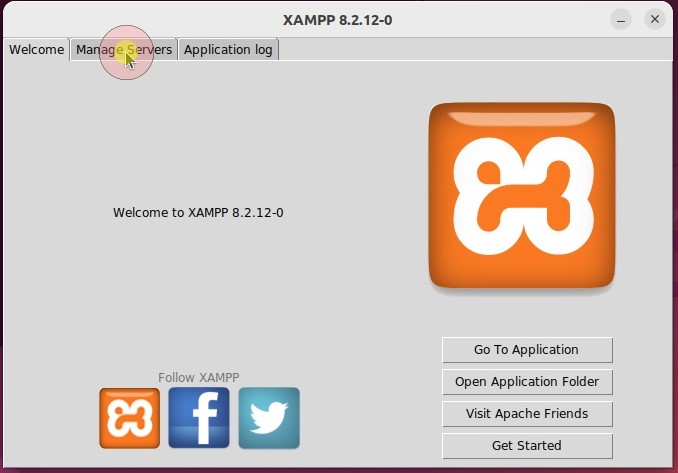 XAMPP 8.2.12-0
Welcome
Manage Servers
Application log
Welcome to XAMPP 8.2.12-0
Go To Application
Open Application Folder
Visit Apache Friends
Get Started
Follow XAMPP
f